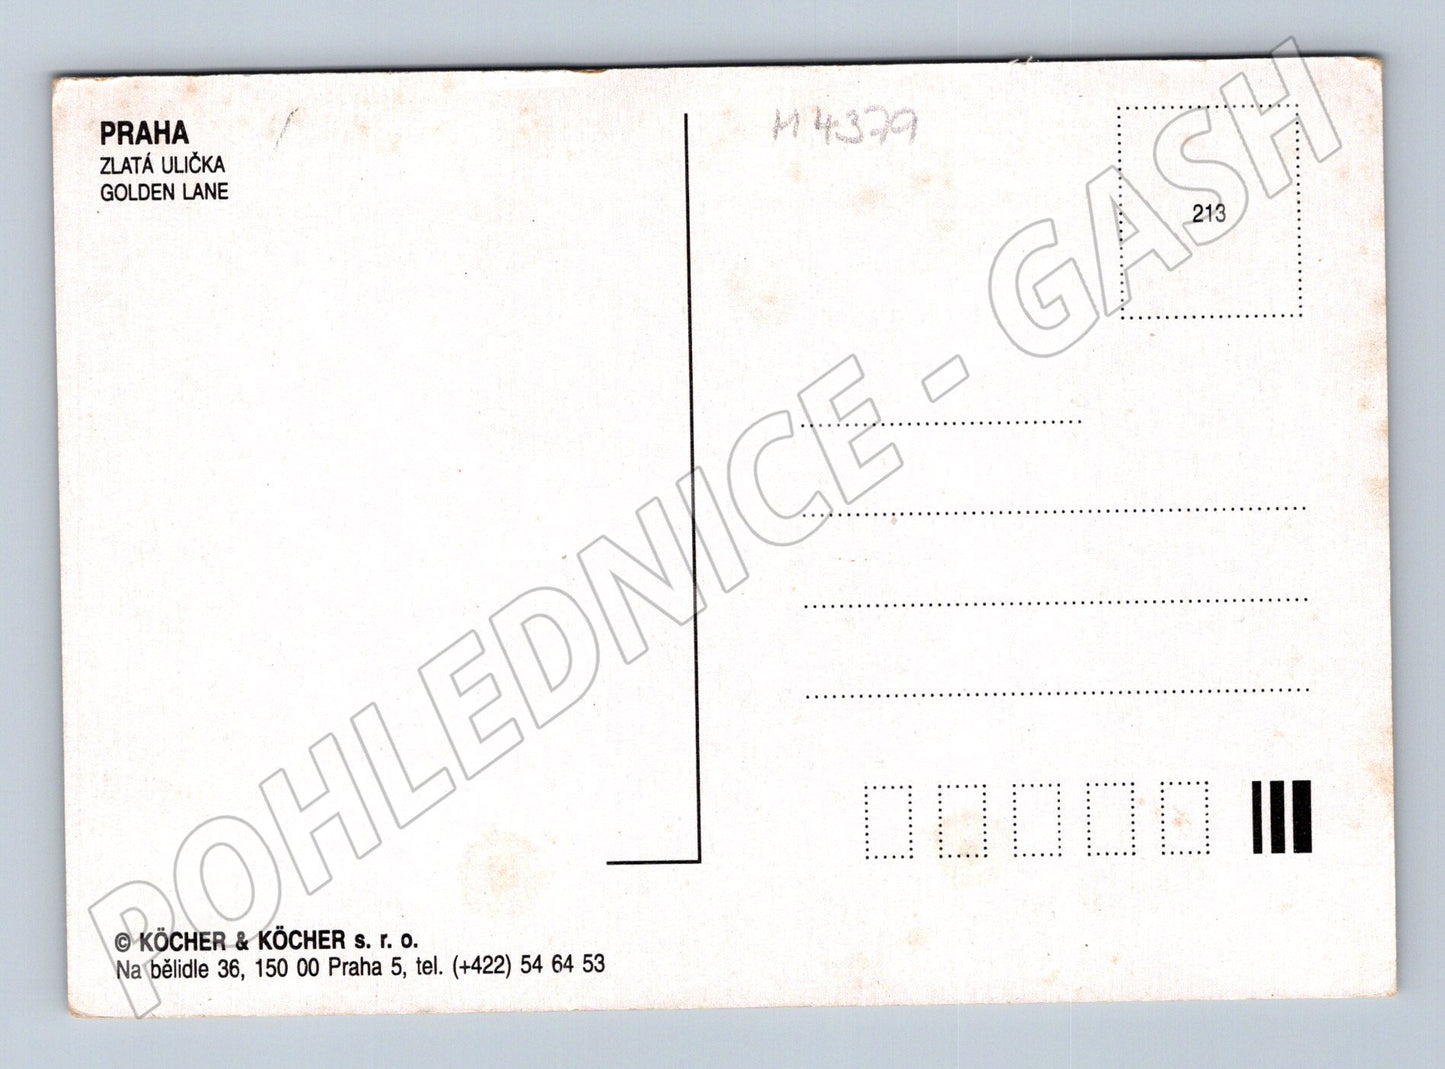 PRAHA
ZLATÁ ULIČKA
GOLDEN LANE
H 4379
213
POHLEDNICE - GASH
© KÖCHER & KÖCHER s. r. o.
Na bělidle 36, 150 00 Praha 5, tel. (+422) 54 64 53